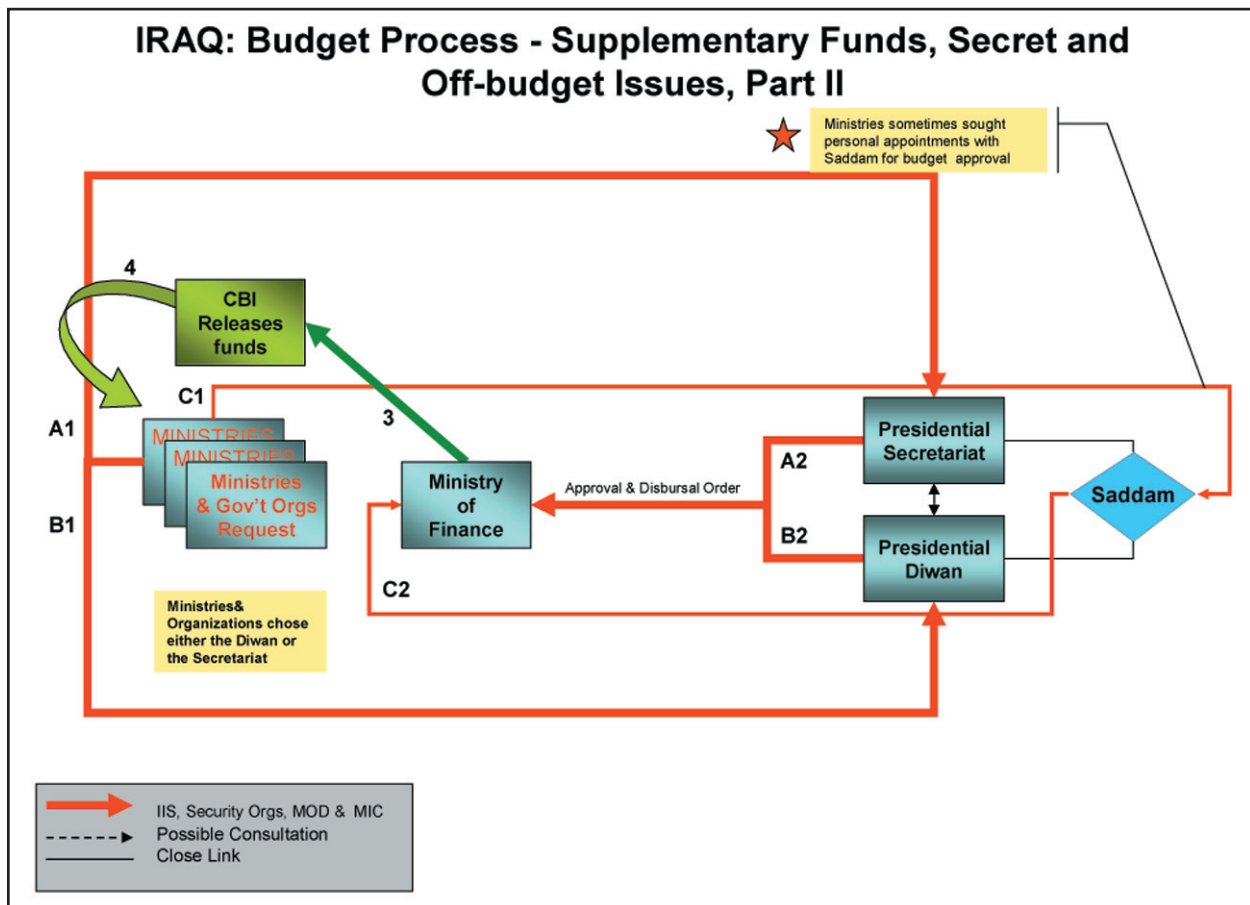 IRAQ: Budget Process - Supplementary Funds, Secret and
Off-budget Issues, Part II
Ministries sometimes sought
personal appointments with
Saddam for budget approval
4
CBI
Releases
funds
C1
3
A1
MINISTRIES
MINISTRIES
Ministries
& Gov't Orgs
Request
B1
Ministry
of
Finance
Approval & Disbursal Order
A2
B2
Presidential
Secretariat
Presidential
Diwan
Saddam
C2
Ministries&
Organizations chose
either the Diwan or
the Secretariat
IIS, Security Orgs, MOD & MIC
Possible Consultation
Close Link